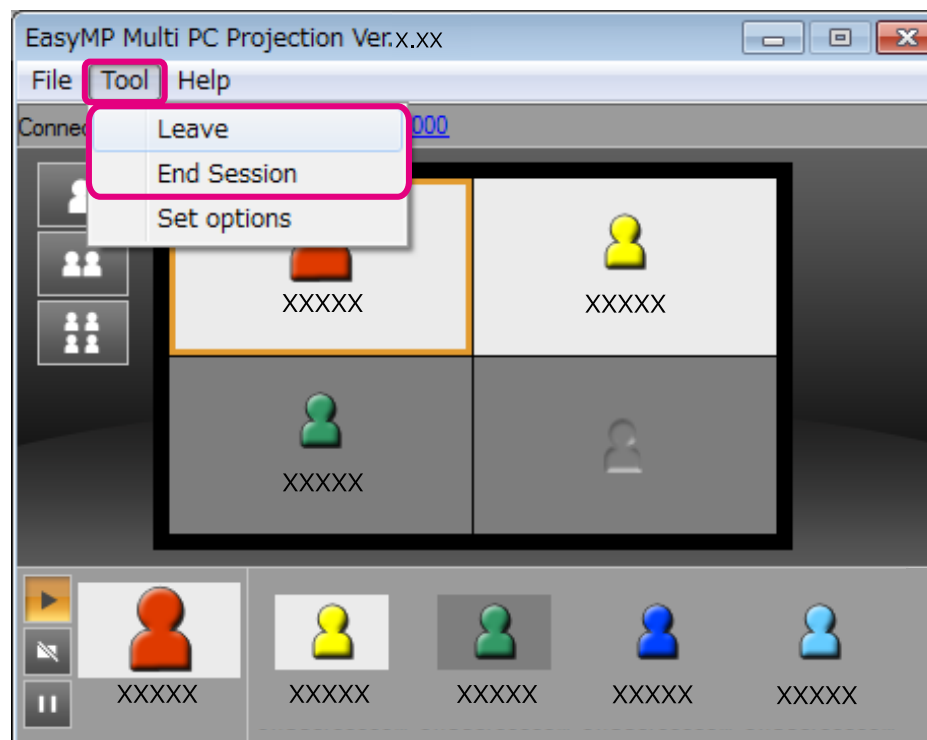 EasyMP Multi PC Projection Ver.x.xx
File Tool Help
000
Leave
End Session
Set options
XXXXX XXXXX
XXXXX
XXXXX XXXXX XXXXX XXXXX XXXXX